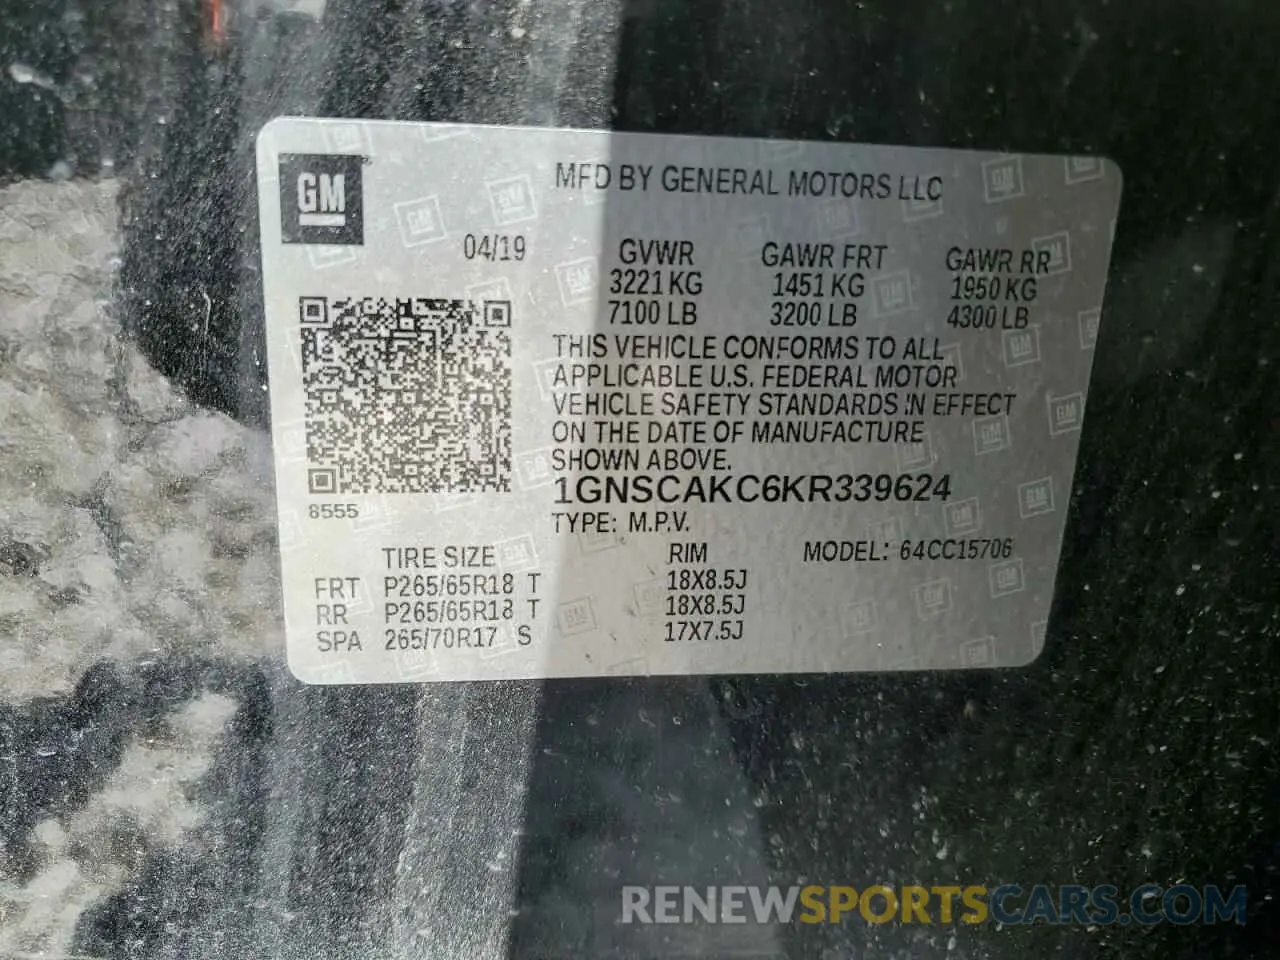 GM
MFD BY GENERAL MOTORS LLC
04/19
GVWR GAWR FRT GAWR RR
3221 KG 1451 KG 1950 KG
7100 LB 3200 LB 4300 LB
THIS VEHICLE CONFORMS TO ALL
APPLICABLE U.S. FEDERAL MOTOR
VEHICLE SAFETY STANDARDS IN EFFECT
ON THE DATE OF MANUFACTURE
SHOWN ABOVE.
1GNSCAKC6KR339624
8555
TYPE: M.P.V.
TIRE SIZE RIM MODEL: 64CC15706
FRT P265/65R18 T 18X8.5J
RR P265/65R18 T 18X8.5J
SPA 265/70R17 S 17X7.5J
RENEWSPORTSCARS.COM